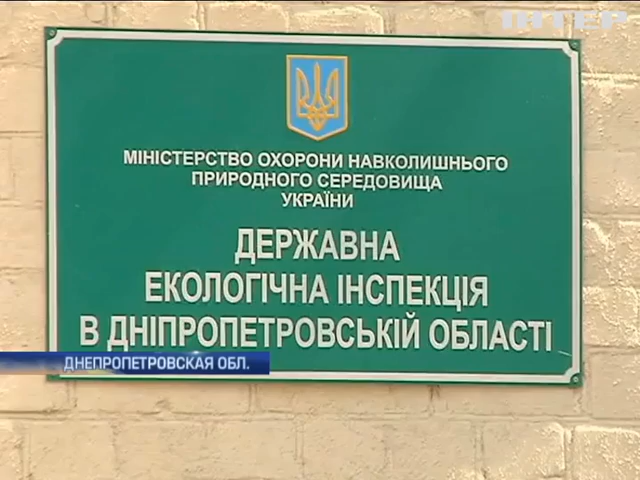 ІНТЕР
МІНІСТЕРСТВО ОХОРОНИ НАВКОЛИШНЬОГО
ПРИРОДНОГО СЕРЕДОВИЩА
УКРАЇНИ
ДЕРЖАВНА
ЕКОЛОГІЧНА ІНСПЕКЦІЯ
В ДНІПРОПЕТРОВСЬКІЙ ОБЛАСТІ
ДНЕПРОПЕТРОВСКАЯ ОБЛ.